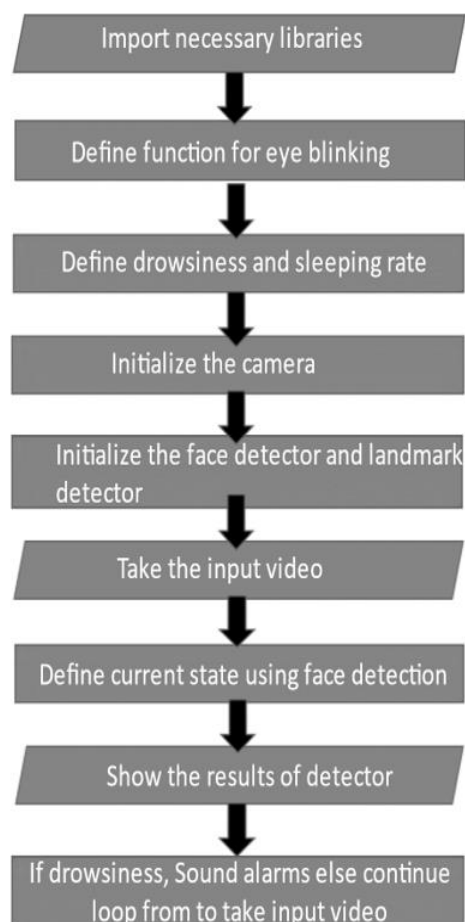 Import necessary libraries
Define function for eye blinking
Define drowsiness and sleeping rate
Initialize the camera
Initialize the face detector and landmark
detector
Take the input video
Define current state using face detection
Show the results of detector
If drowsiness, Sound alarms else continue
loop from to take input video